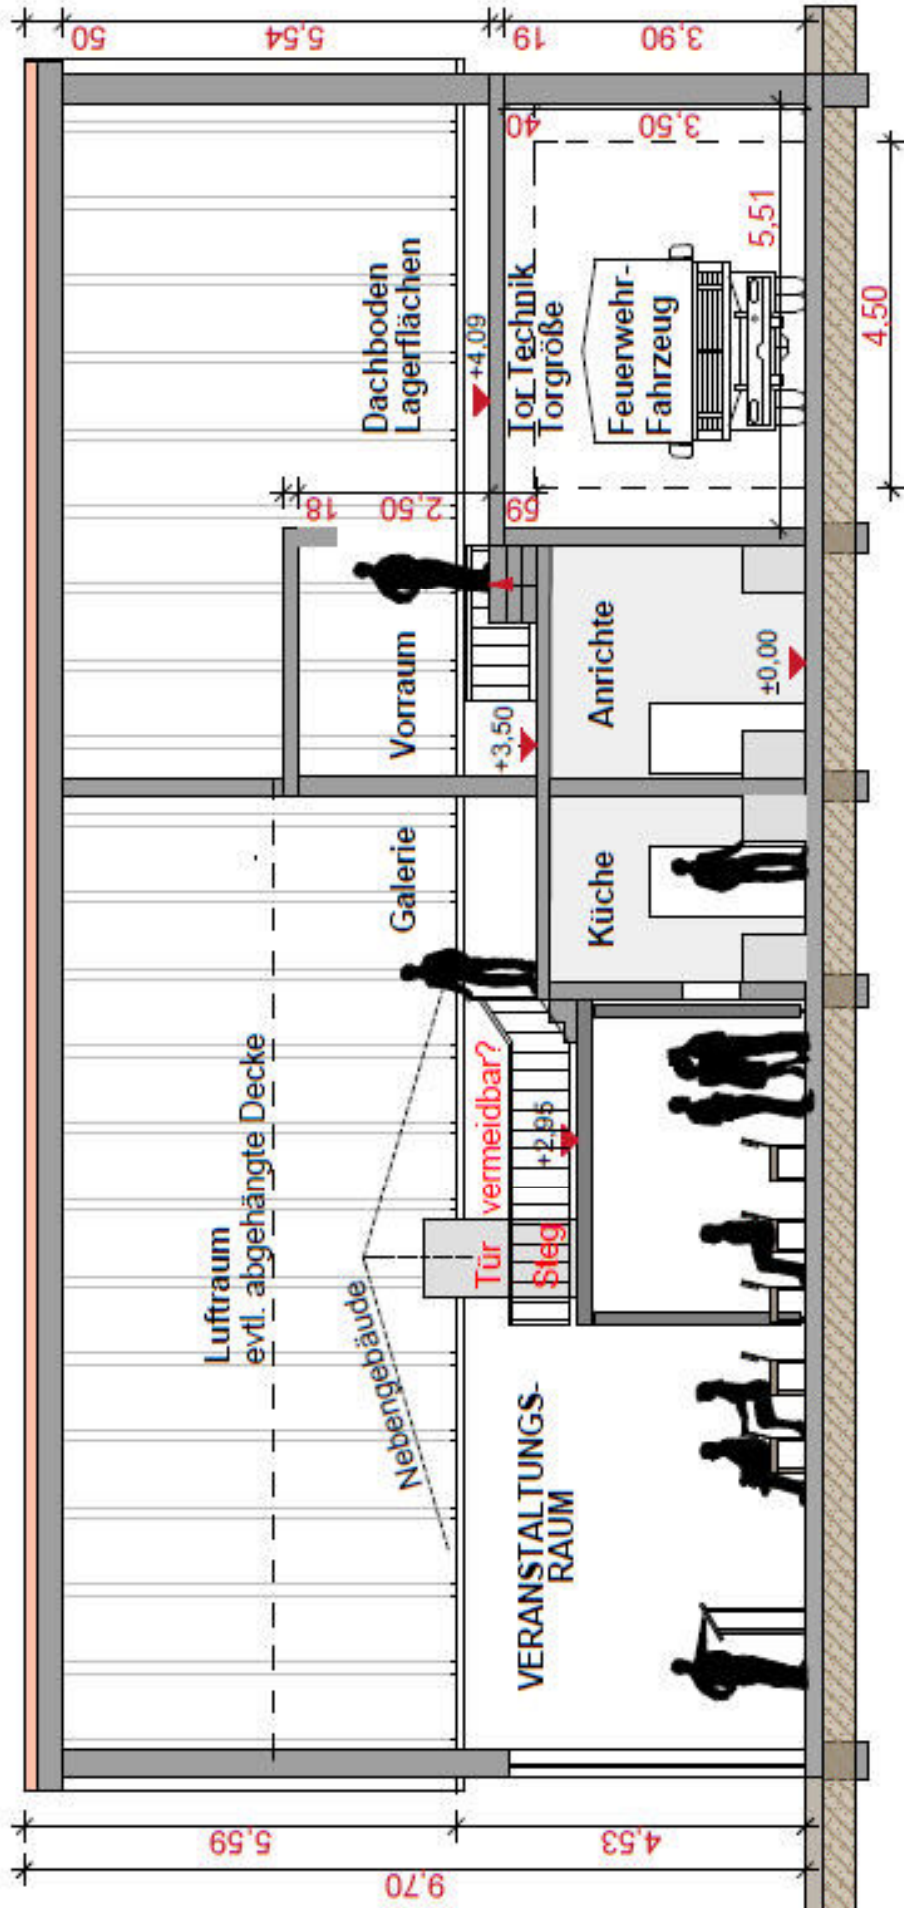 Luftraum
evtl. abgehängte Decke
Nebengebäude
Galerie
Vorraum
Dachboden
Lagerflächen
+4,09
+3,50
Tür vermeidbar?
Steg
+2,95
VERANSTALTUNGS-
RAUM
Küche
Anrichte
±0,00
Tor Technik
Torgröße
Feuerwehr-
Fahrzeug
9,70
5,59
4,53
18
2,50
59
50
5,54
19
3,90
40
3,50
5,51
4,50